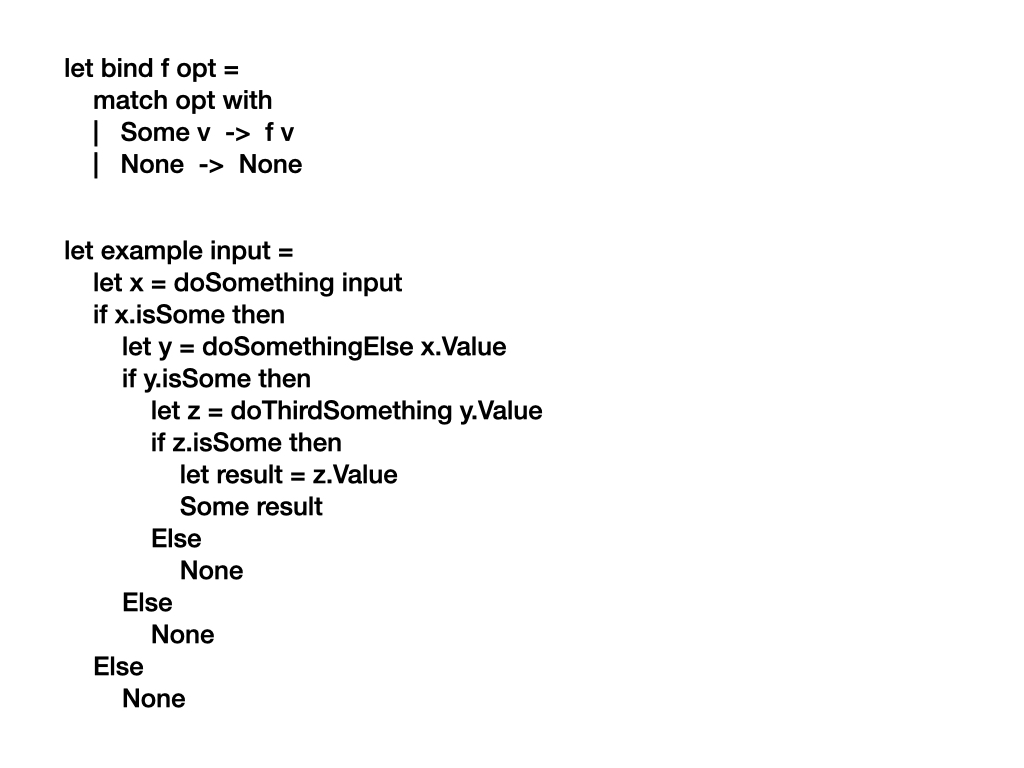 let bind f opt =
match opt with
| Some v -> f v
| None -> None
let example input =
let x = doSomething input
if x.isSome then
let y = doSomethingElse x.Value
if y.isSome then
let z = doThirdSomething y.Value
if z.isSome then
let result = z.Value
Some result
Else
None
Else
None
Else
None